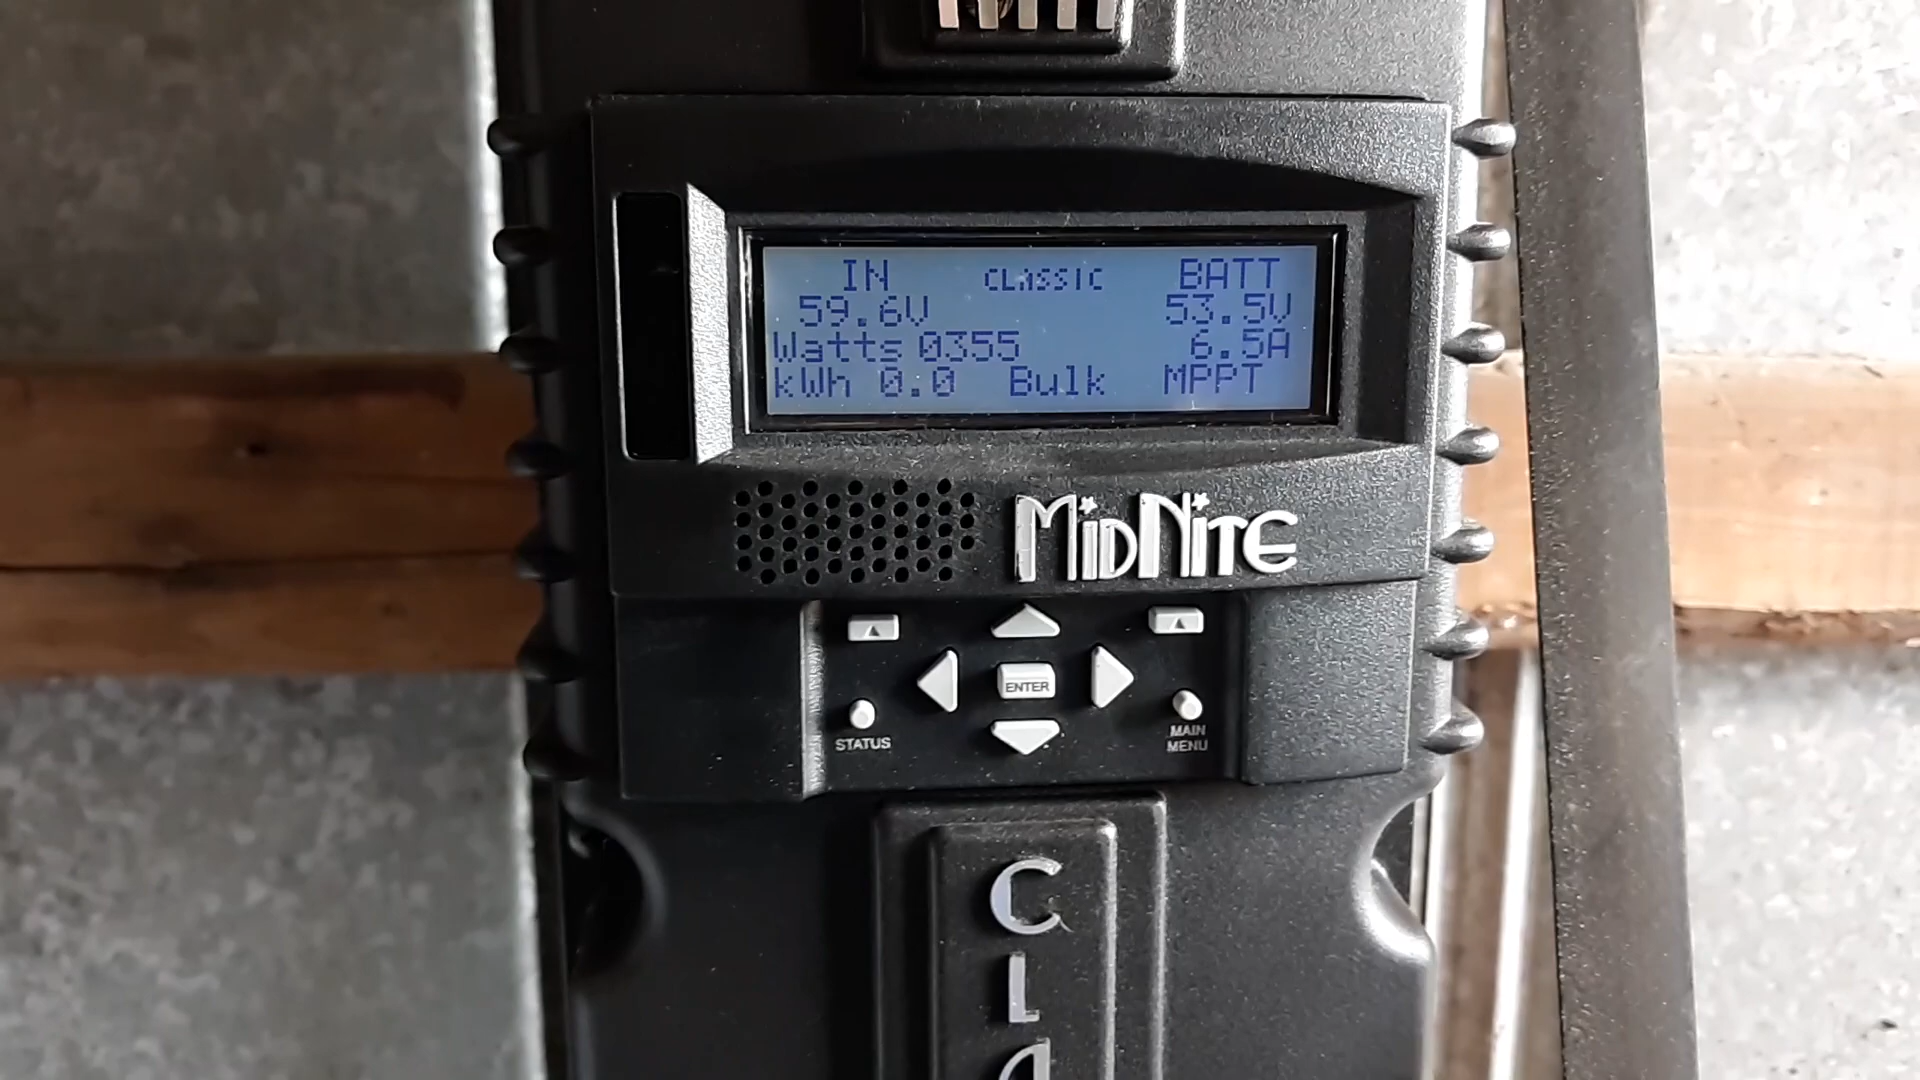 IN CLASSIC BATT
59.6V 53.5V
Watts 0355 6.5A
kWh 0.0 Bulk MPPT
MidNite
ENTER
STATUS
MAIN
MENU
Cla